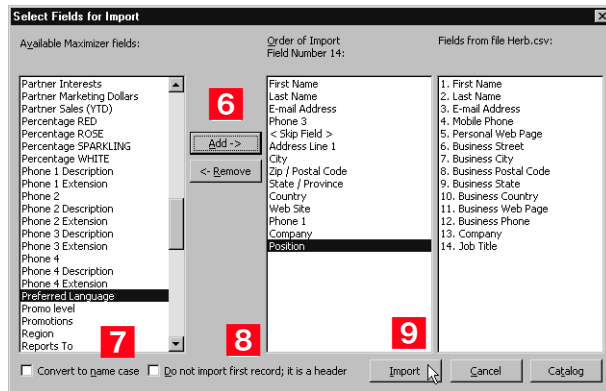 Select Fields for Import
Available Maximizer fields:
Order of Import
Field Number 14:
Fields from file Herb.csv:
Partner Interests
Partner Marketing Dollars
Partner Sales (YTD)
Percentage RED
Percentage ROSE
Percentage SPARKLING
Percentage WHITE
Phone 1 Description
Phone 1 Extension
Phone 2
Phone 2 Description
Phone 2 Extension
Phone 3 Description
Phone 3 Extension
Phone 4
Phone 4 Description
Phone 4 Extension
Preferred Language
Promo level
Promotions
Region
Reports To
6
Add ->
<- Remove
First Name
Last Name
E-mail Address
Phone 3
< Skip Field >
Address Line 1
City
Zip / Postal Code
State / Province
Country
Web Site
Phone 1
Company
Position
1. First Name
2. Last Name
3. E-mail Address
4. Mobile Phone
5. Personal Web Page
6. Business Street
7. Business City
8. Business Postal Code
9. Business State
10. Business Country
11. Business Web Page
12. Business Phone
13. Company
14. Job Title
7
8
9
Convert to name case
Do not import first record; it is a header
Import
Cancel
Catalog